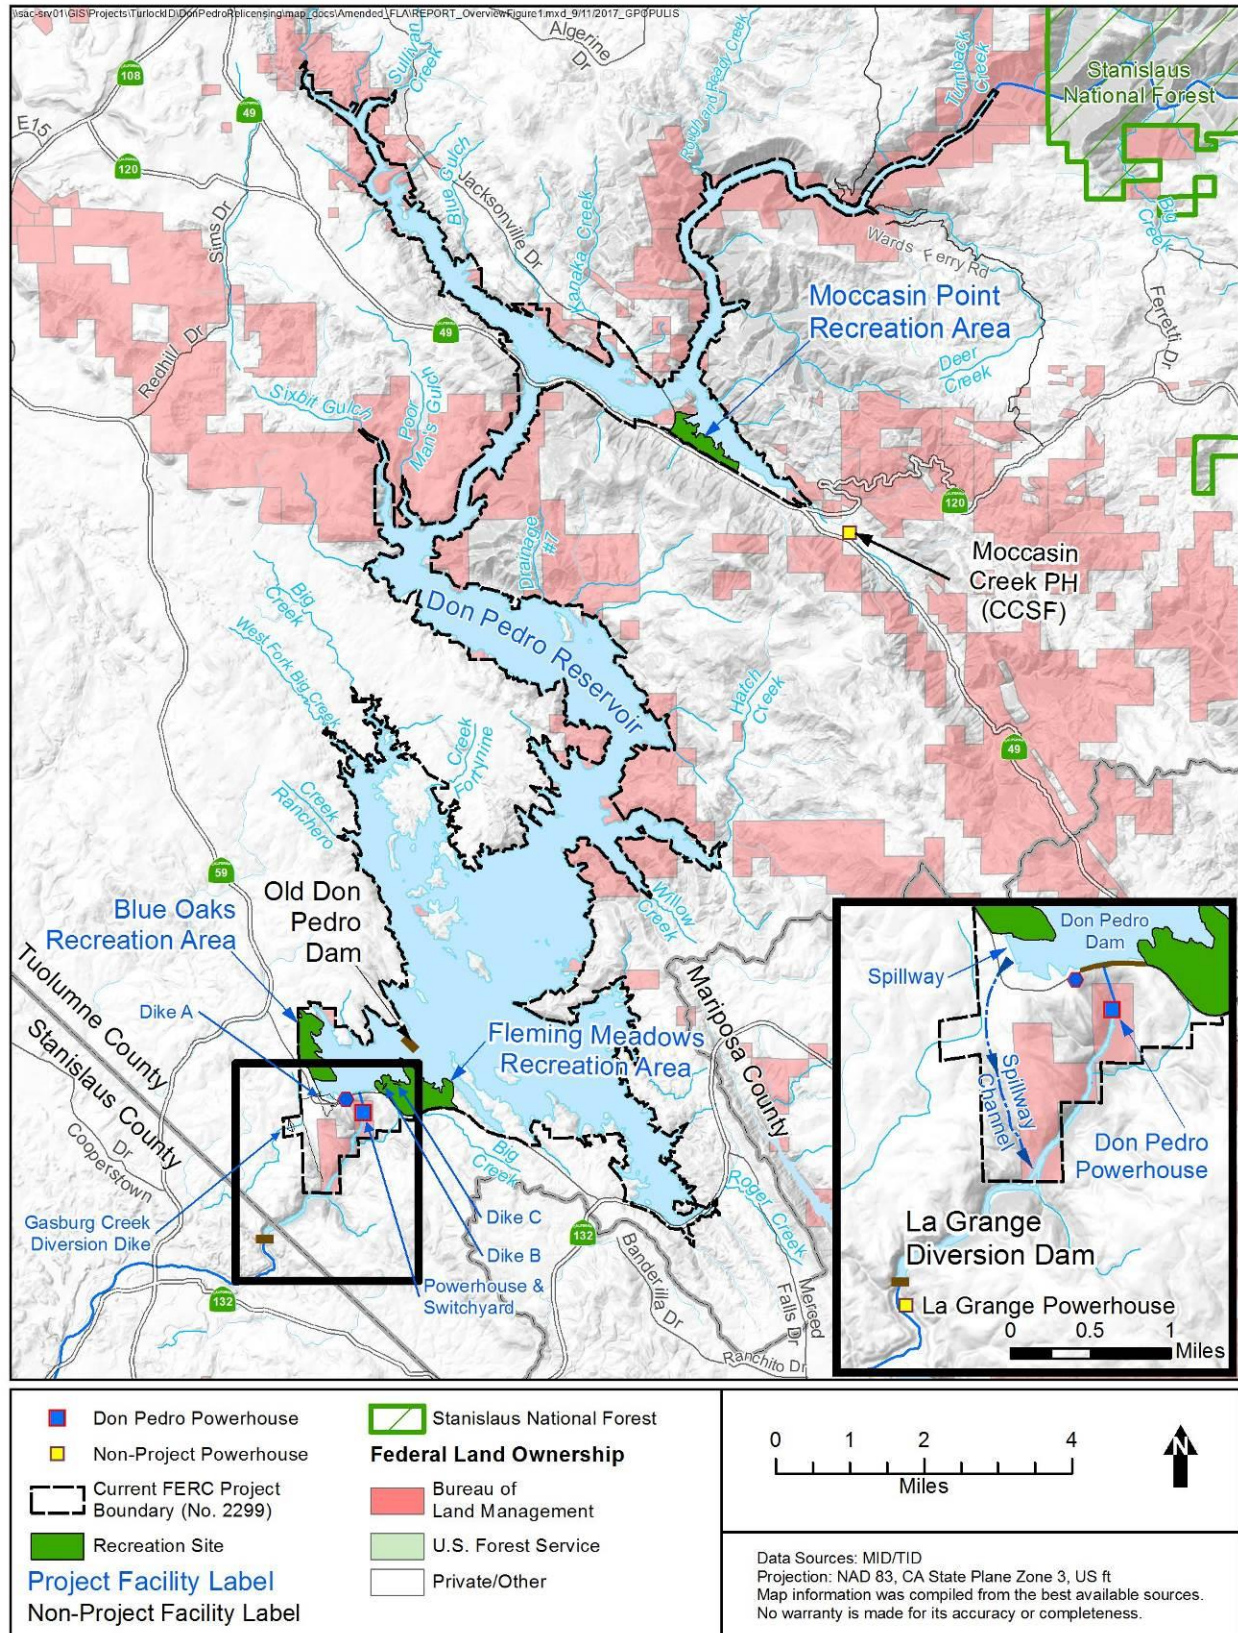 \\sac-srv01\GIS\Projects\TurlockID\DonPedroRelicensing\map_docs\Amended_FLA\REPORT_OverviewFigure1.mxd_9/11/2017_GPOPULIS
Algerine
Dr
Sullivan
Creek
Rough and Ready Creek
Turnback
Creek
Stanislaus
National Forest
108
49
E15
120
Blue Gulch
Jacksonville Dr
Kanaka Creek
Big
Creek
Sims Dr
Wards
Ferry Rd
Moccasin Point
Recreation Area
Ferretti Dr
49
Redhill Dr
Deer
Creek
Sixbit Gulch
Poor
Man's Gulch
120
Drainage
#7
Moccasin
Creek PH
(CCSF)
Big
Creek
West Fork Big Creek
Don Pedro Reservoir
Hatch
Creek
49
Creek
Fortynine
Creek
Ranchero
59
Old Don
Pedro
Dam
Blue Oaks
Recreation Area
Willow
Creek
Tuolumne County
Stanislaus County
Mariposa County
Dike A
Fleming Meadows
Recreation Area
Cooperstown
Dr
Big
Creek
Roger Creek
Gasburg Creek
Diversion Dike
Dike C
Dike B
Powerhouse &
Switchyard
132
132
Banderilla Dr
Merced
Falls Dr
Ranchito Dr
Don Pedro
Dam
Spillway
Spillway
Channel
Don Pedro
Powerhouse
La Grange
Diversion Dam
La Grange Powerhouse
0 0.5 1
Miles
Don Pedro Powerhouse
Non-Project Powerhouse
Current FERC Project
Boundary (No. 2299)
Recreation Site
Project Facility Label
Non-Project Facility Label
Stanislaus National Forest
Federal Land Ownership
Bureau of
Land Management
U.S. Forest Service
Private/Other
0 1 2 4
Miles
N
Data Sources: MID/TID
Projection: NAD 83, CA State Plane Zone 3, US ft
Map information was compiled from the best available sources.
No warranty is made for its accuracy or completeness.